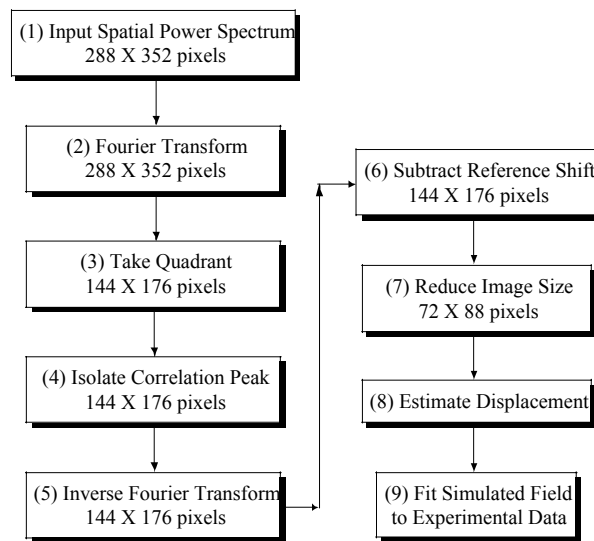 (1) Input Spatial Power Spectrum
288 X 352 pixels
(2) Fourier Transform
288 X 352 pixels
(3) Take Quadrant
144 X 176 pixels
(4) Isolate Correlation Peak
144 X 176 pixels
(5) Inverse Fourier Transform
144 X 176 pixels
(6) Subtract Reference Shift
144 X 176 pixels
(7) Reduce Image Size
72 X 88 pixels
(8) Estimate Displacement
(9) Fit Simulated Field
to Experimental Data